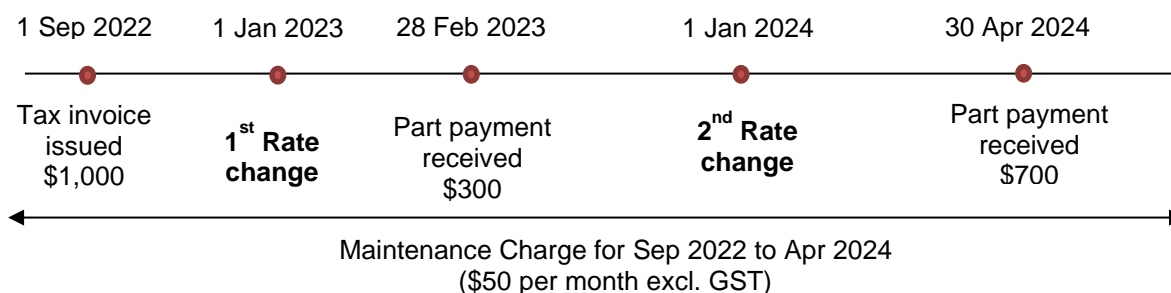 1 Sep 2022 1 Jan 2023 28 Feb 2023 1 Jan 2024 30 Apr 2024
Tax invoice
issued
$1,000
1st Rate
change
Part payment
received
$300
2nd Rate
change
Part payment
received
$700
Maintenance Charge for Sep 2022 to Apr 2024
($50 per month excl. GST)